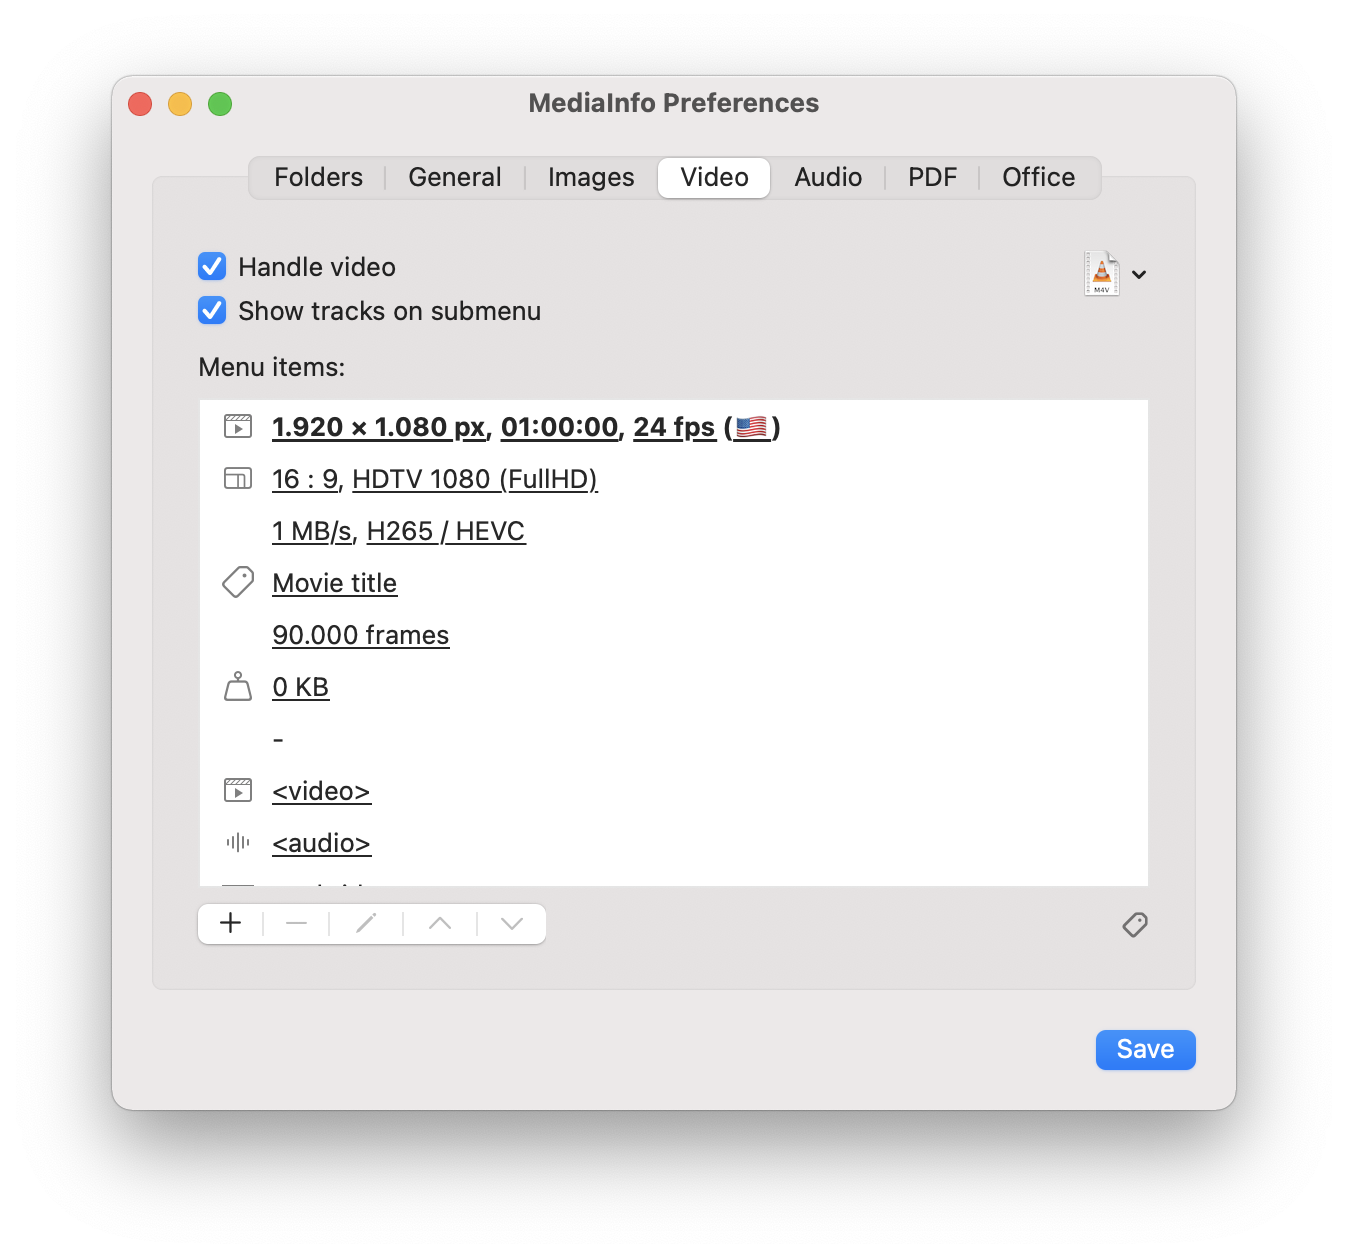 MediaInfo Preferences
Folders General Images Video Audio PDF Office
Handle video
M4V
Show tracks on submenu
Menu items:
1.920 × 1.080 px, 01:00:00, 24 fps (🇺🇸)
16 : 9, HDTV 1080 (FullHD)
1 MB/s, H265 / HEVC
Movie title
90.000 frames
0 KB
-
<video>
<audio>
Save